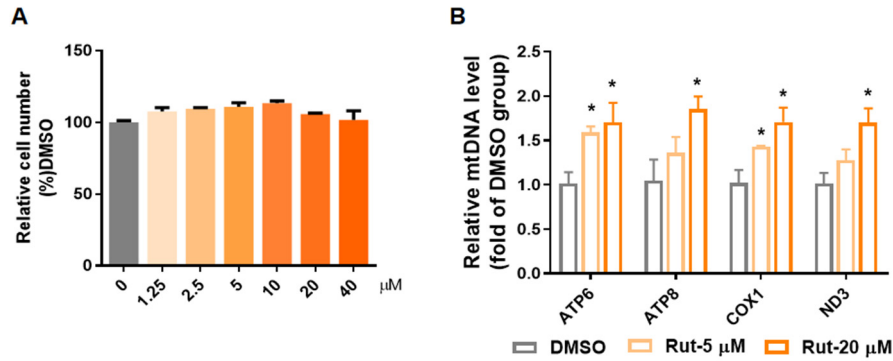 A
Relative cell number
(%)DMSO
150
100
50
0
0 1.25 2.5 5 10 20 40 μM
B
Relative mtDNA level
(fold of DMSO group)
2.5
2.0
1.5
1.0
0.5
0.0
* * * * * *
ATP6 ATP8 COX1 ND3
DMSO Rut-5 μM Rut-20 μM